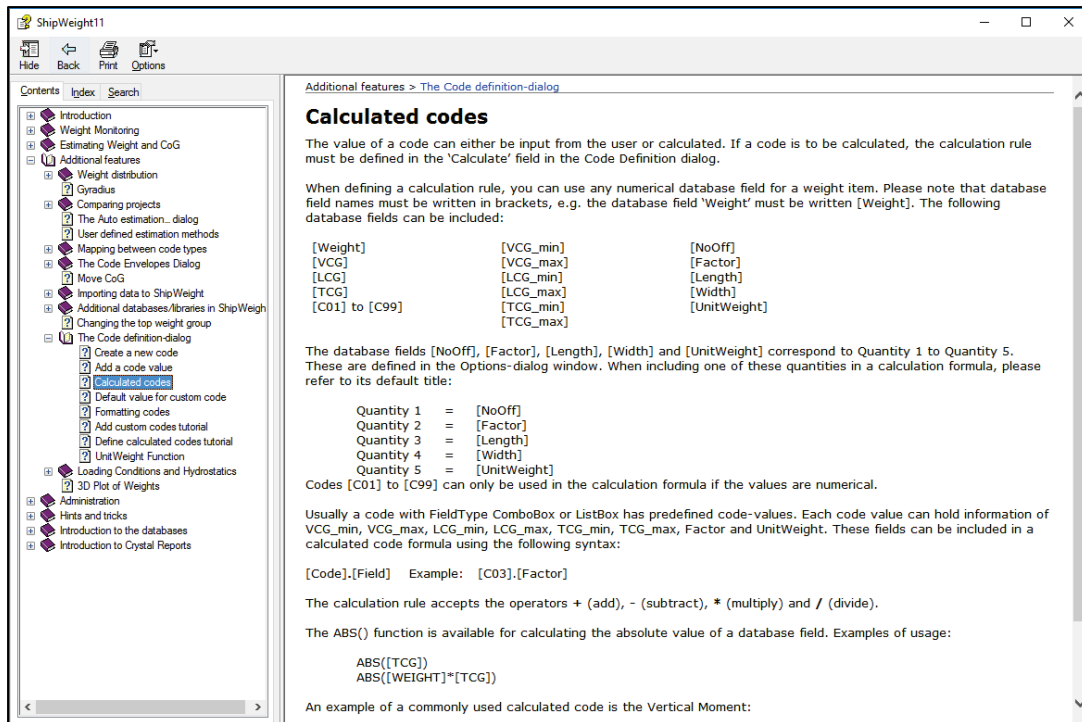 ShipWeight11
Hide Back Print Options
Contents Index Search
Introduction
Weight Monitoring
Estimating Weight and CoG
Additional features
Weight distribution
Gyradius
Comparing projects
The Auto estimation... dialog
User defined estimation methods
Mapping between code types
The Code Envelopes Dialog
Move CoG
Importing data to ShipWeight
Additional databases/libraries in ShipWeigh
Changing the top weight group
The Code definition-dialog
Create a new code
Add a code value
Calculated codes
Default value for custom code
Formatting codes
Add custom codes tutorial
Define calculated codes tutorial
UnitWeight Function
Loading Conditions and Hydrostatics
3D Plot of Weights
Administration
Hints and tricks
Introduction to the databases
Introduction to Crystal Reports
Additional features > The Code definition-dialog
Calculated codes
The value of a code can either be input from the user or calculated. If a code is to be calculated, the calculation rule
must be defined in the ‘Calculate’ field in the Code Definition dialog.
When defining a calculation rule, you can use any numerical database field for a weight item. Please note that database
field names must be written in brackets, e.g. the database field ‘Weight’ must be written [Weight]. The following
database fields can be included:
[Weight] [VCG_min] [NoOff]
[VCG] [VCG_max] [Factor]
[LCG] [LCG_min] [Length]
[TCG] [LCG_max] [Width]
[C01] to [C99] [TCG_min] [UnitWeight]
[TCG_max]
The database fields [NoOff], [Factor], [Length], [Width] and [UnitWeight] correspond to Quantity 1 to Quantity 5.
These are defined in the Options-dialog window. When including one of these quantities in a calculation formula, please
refer to its default title:
Quantity 1 = [NoOff]
Quantity 2 = [Factor]
Quantity 3 = [Length]
Quantity 4 = [Width]
Quantity 5 = [UnitWeight]
Codes [C01] to [C99] can only be used in the calculation formula if the values are numerical.
Usually a code with FieldType ComboBox or ListBox has predefined code-values. Each code value can hold information of
VCG_min, VCG_max, LCG_min, LCG_max, TCG_min, TCG_max, Factor and UnitWeight. These fields can be included in a
calculated code formula using the following syntax:
[Code].[Field] Example: [C03].[Factor]
The calculation rule accepts the operators + (add), - (subtract), * (multiply) and / (divide).
The ABS() function is available for calculating the absolute value of a database field. Examples of usage:
ABS([TCG])
ABS([WEIGHT]*[TCG])
An example of a commonly used calculated code is the Vertical Moment: